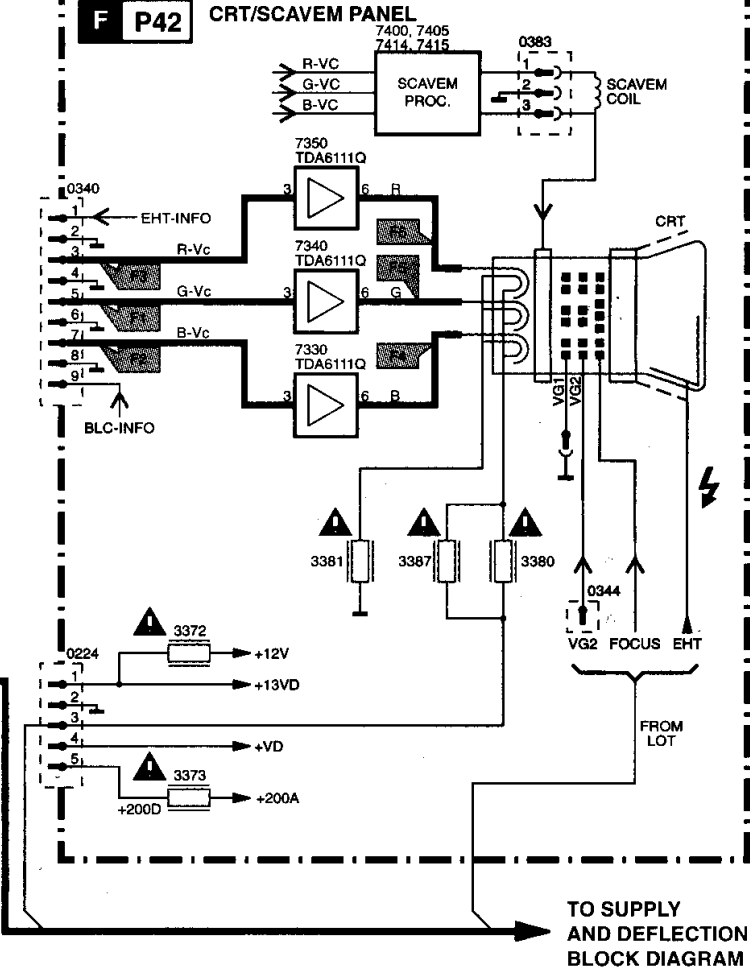 F P42 CRT/SCAVEM PANEL
7400, 7405
7414, 7415
0383
R-VC
G-VC
B-VC
SCAVEM
PROC.
1
2
3
SCAVEM
COIL
7350
TDA6111Q
3 6 R
0340
1 EHT-INFO
2
3 R-Vc
4
5 G-Vc
6
7 B-Vc
8
9
BLC-INFO
F1
F6
F5
F4
7340
TDA6111Q
3 6 G
7330
TDA6111Q
3 6 B
CRT
VG1
VG2
3381
3387
3380
0344
VG2 FOCUS EHT
FROM
LOT
0224
1
2
3
4
5
3372
+12V
+13VD
+VD
3373
+200D
+200A
TO SUPPLY
AND DEFLECTION
BLOCK DIAGRAM